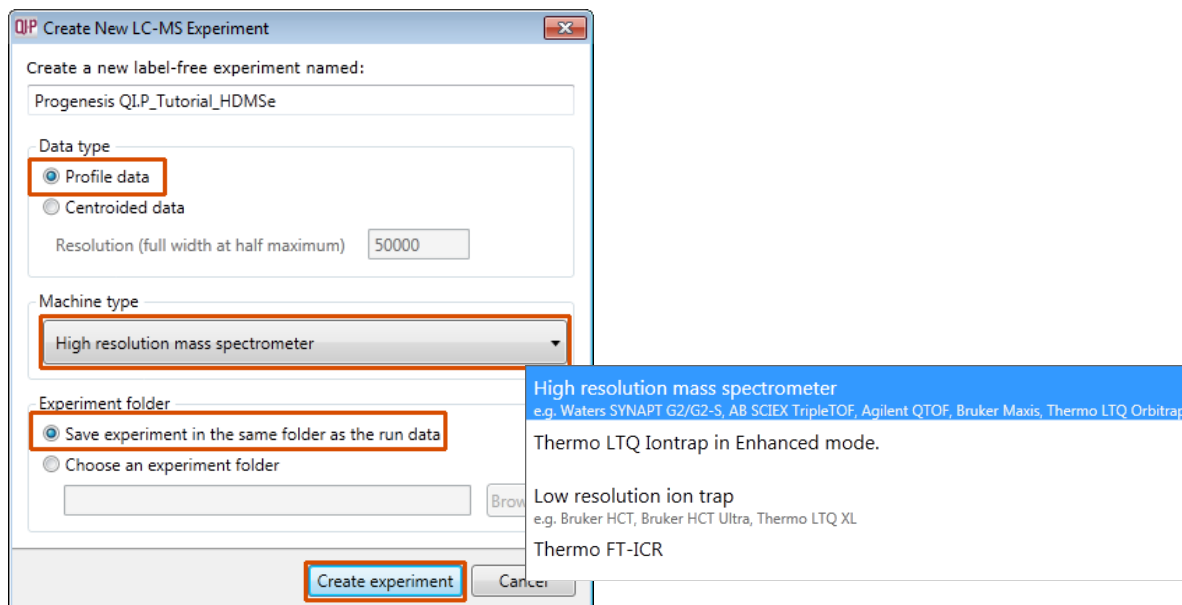 QI.P Create New LC-MS Experiment
Create a new label-free experiment named:
Progenesis QI.P_Tutorial_HDMSe
Data type
Profile data
Centroided data
Resolution (full width at half maximum) 50000
Machine type
High resolution mass spectrometer
High resolution mass spectrometer
e.g. Waters SYNAPT G2/G2-S, AB SCIEX TripleTOF, Agilent QTOF, Bruker Maxis, Thermo LTQ Orbitrap
Thermo LTQ Iontrap in Enhanced mode.
Low resolution ion trap
e.g. Bruker HCT, Bruker HCT Ultra, Thermo LTQ XL
Thermo FT-ICR
Experiment folder
Save experiment in the same folder as the run data
Choose an experiment folder
Brow
Create experiment Cancel